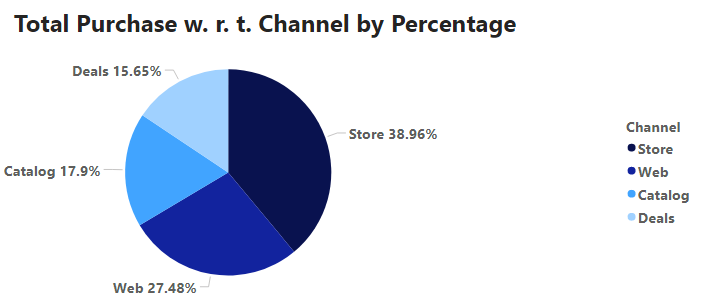 Total Purchase w. r. t. Channel by Percentage
Deals 15.65%
Store 38.96%
Catalog 17.9%
Web 27.48%
Channel
Store
Web
Catalog
Deals